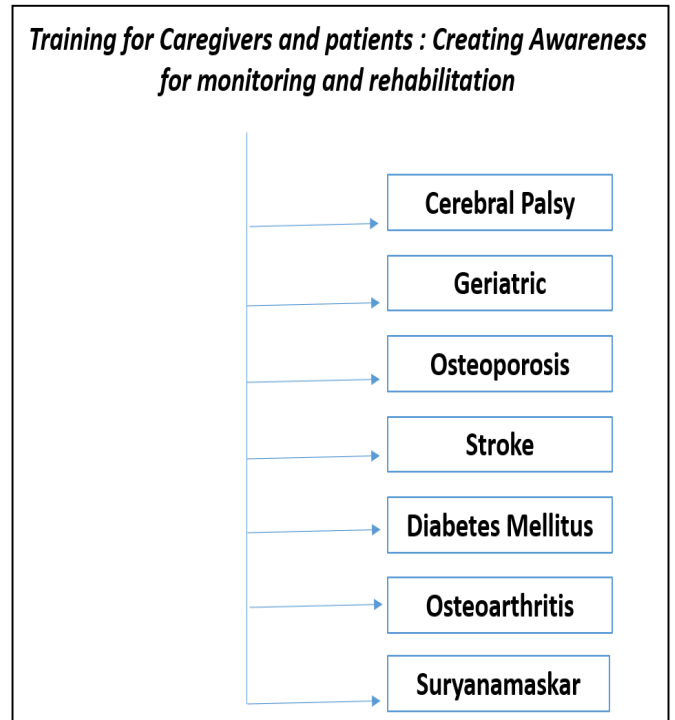 Training for Caregivers and patients : Creating Awareness
for monitoring and rehabilitation
Cerebral Palsy
Geriatric
Osteoporosis
Stroke
Diabetes Mellitus
Osteoarthritis
Suryanamaskar